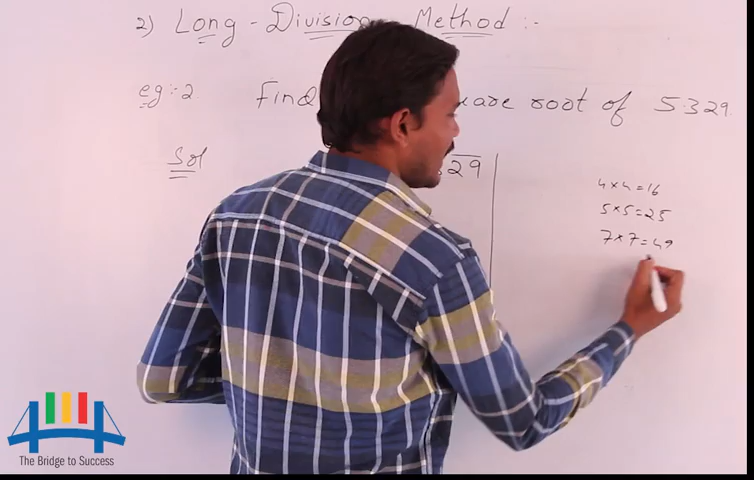 2) Long - Division Method :-
eg:- 2 Find square root of 5329.
Sol 29
4×4=16
5×5=25
7×7=49
The Bridge to Success